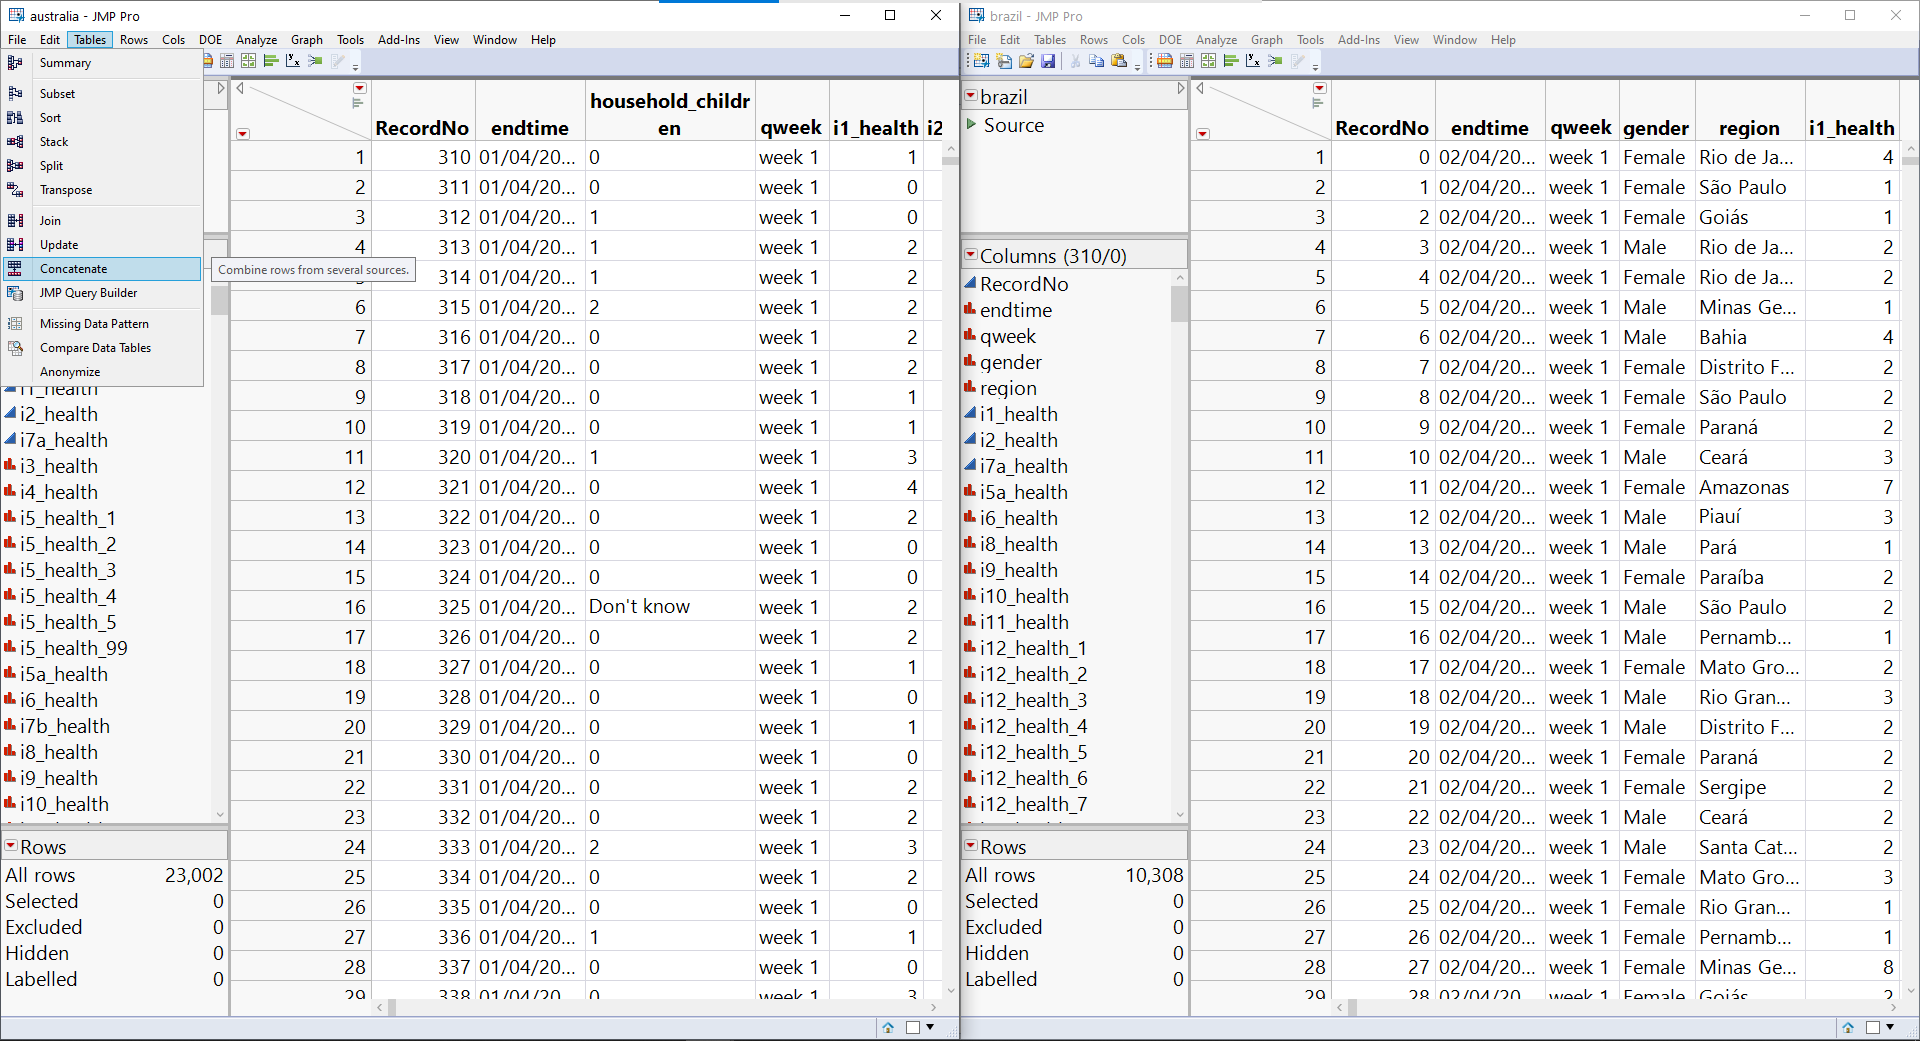 australia - JMP Pro
File Edit Tables Rows Cols DOE Analyze Graph Tools Add-Ins View Window Help
Summary
Subset
Sort
Stack
Split
Transpose
Join
Update
Concatenate
Combine rows from several sources.
JMP Query Builder
Missing Data Pattern
Compare Data Tables
Anonymize
i1_health
i2_health
i7a_health
i3_health
i4_health
i5_health_1
i5_health_2
i5_health_3
i5_health_4
i5_health_5
i5_health_99
i5a_health
i6_health
i7b_health
i8_health
i9_health
i10_health
Rows
All rows 23,002
Selected 0
Excluded 0
Hidden 0
Labelled 0
RecordNo endtime household_childr
en qweek i1_health i2
1 310 01/04/20... 0 week 1 1
2 311 01/04/20... 0 week 1 0
3 312 01/04/20... 1 week 1 0
4 313 01/04/20... 1 week 1 2
314 01/04/20... 1 week 1 2
6 315 01/04/20... 2 week 1 2
7 316 01/04/20... 0 week 1 2
8 317 01/04/20... 0 week 1 2
9 318 01/04/20... 0 week 1 1
10 319 01/04/20... 0 week 1 1
11 320 01/04/20... 1 week 1 3
12 321 01/04/20... 0 week 1 4
13 322 01/04/20... 0 week 1 2
14 323 01/04/20... 0 week 1 0
15 324 01/04/20... 0 week 1 0
16 325 01/04/20... Don't know week 1 2
17 326 01/04/20... 0 week 1 2
18 327 01/04/20... 0 week 1 1
19 328 01/04/20... 0 week 1 0
20 329 01/04/20... 0 week 1 1
21 330 01/04/20... 0 week 1 0
22 331 01/04/20... 0 week 1 2
23 332 01/04/20... 0 week 1 2
24 333 01/04/20... 2 week 1 3
25 334 01/04/20... 0 week 1 2
26 335 01/04/20... 0 week 1 0
27 336 01/04/20... 1 week 1 1
28 337 01/04/20... 0 week 1 0
29 338 01/04/20... 0 week 1 3
brazil - JMP Pro
File Edit Tables Rows Cols DOE Analyze Graph Tools Add-Ins View Window Help
brazil
Source
Columns (310/0)
RecordNo
endtime
qweek
gender
region
i1_health
i2_health
i7a_health
i5a_health
i6_health
i8_health
i9_health
i10_health
i11_health
i12_health_1
i12_health_2
i12_health_3
i12_health_4
i12_health_5
i12_health_6
i12_health_7
Rows
All rows 10,308
Selected 0
Excluded 0
Hidden 0
Labelled 0
RecordNo endtime qweek gender region i1_health
1 0 02/04/20... week 1 Female Rio de Ja... 4
2 1 02/04/20... week 1 Female São Paulo 1
3 2 02/04/20... week 1 Female Goiás 1
4 3 02/04/20... week 1 Male Rio de Ja... 2
5 4 02/04/20... week 1 Female Rio de Ja... 2
6 5 02/04/20... week 1 Male Minas Ge... 1
7 6 02/04/20... week 1 Male Bahia 4
8 7 02/04/20... week 1 Female Distrito F... 2
9 8 02/04/20... week 1 Female São Paulo 2
10 9 02/04/20... week 1 Female Paraná 2
11 10 02/04/20... week 1 Male Ceará 3
12 11 02/04/20... week 1 Female Amazonas 7
13 12 02/04/20... week 1 Male Piauí 3
14 13 02/04/20... week 1 Male Pará 1
15 14 02/04/20... week 1 Female Paraíba 2
16 15 02/04/20... week 1 Male São Paulo 2
17 16 02/04/20... week 1 Male Pernamb... 1
18 17 02/04/20... week 1 Female Mato Gro... 2
19 18 02/04/20... week 1 Male Rio Gran... 3
20 19 02/04/20... week 1 Male Distrito F... 2
21 20 02/04/20... week 1 Female Paraná 2
22 21 02/04/20... week 1 Female Sergipe 2
23 22 02/04/20... week 1 Male Ceará 2
24 23 02/04/20... week 1 Male Santa Cat... 2
25 24 02/04/20... week 1 Female Mato Gro... 3
26 25 02/04/20... week 1 Female Rio Gran... 1
27 26 02/04/20... week 1 Female Pernamb... 1
28 27 02/04/20... week 1 Female Minas Ge... 8
29 28 02/04/20... week 1 Female Goiás 2